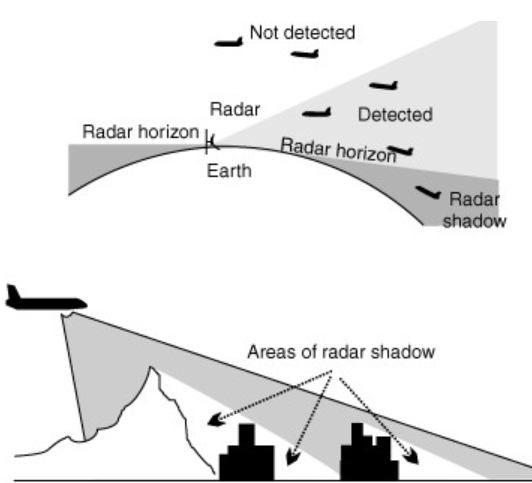 Not detected
Radar
Detected
Radar horizon
Radar horizon
Earth
Radar
shadow
Areas of radar shadow